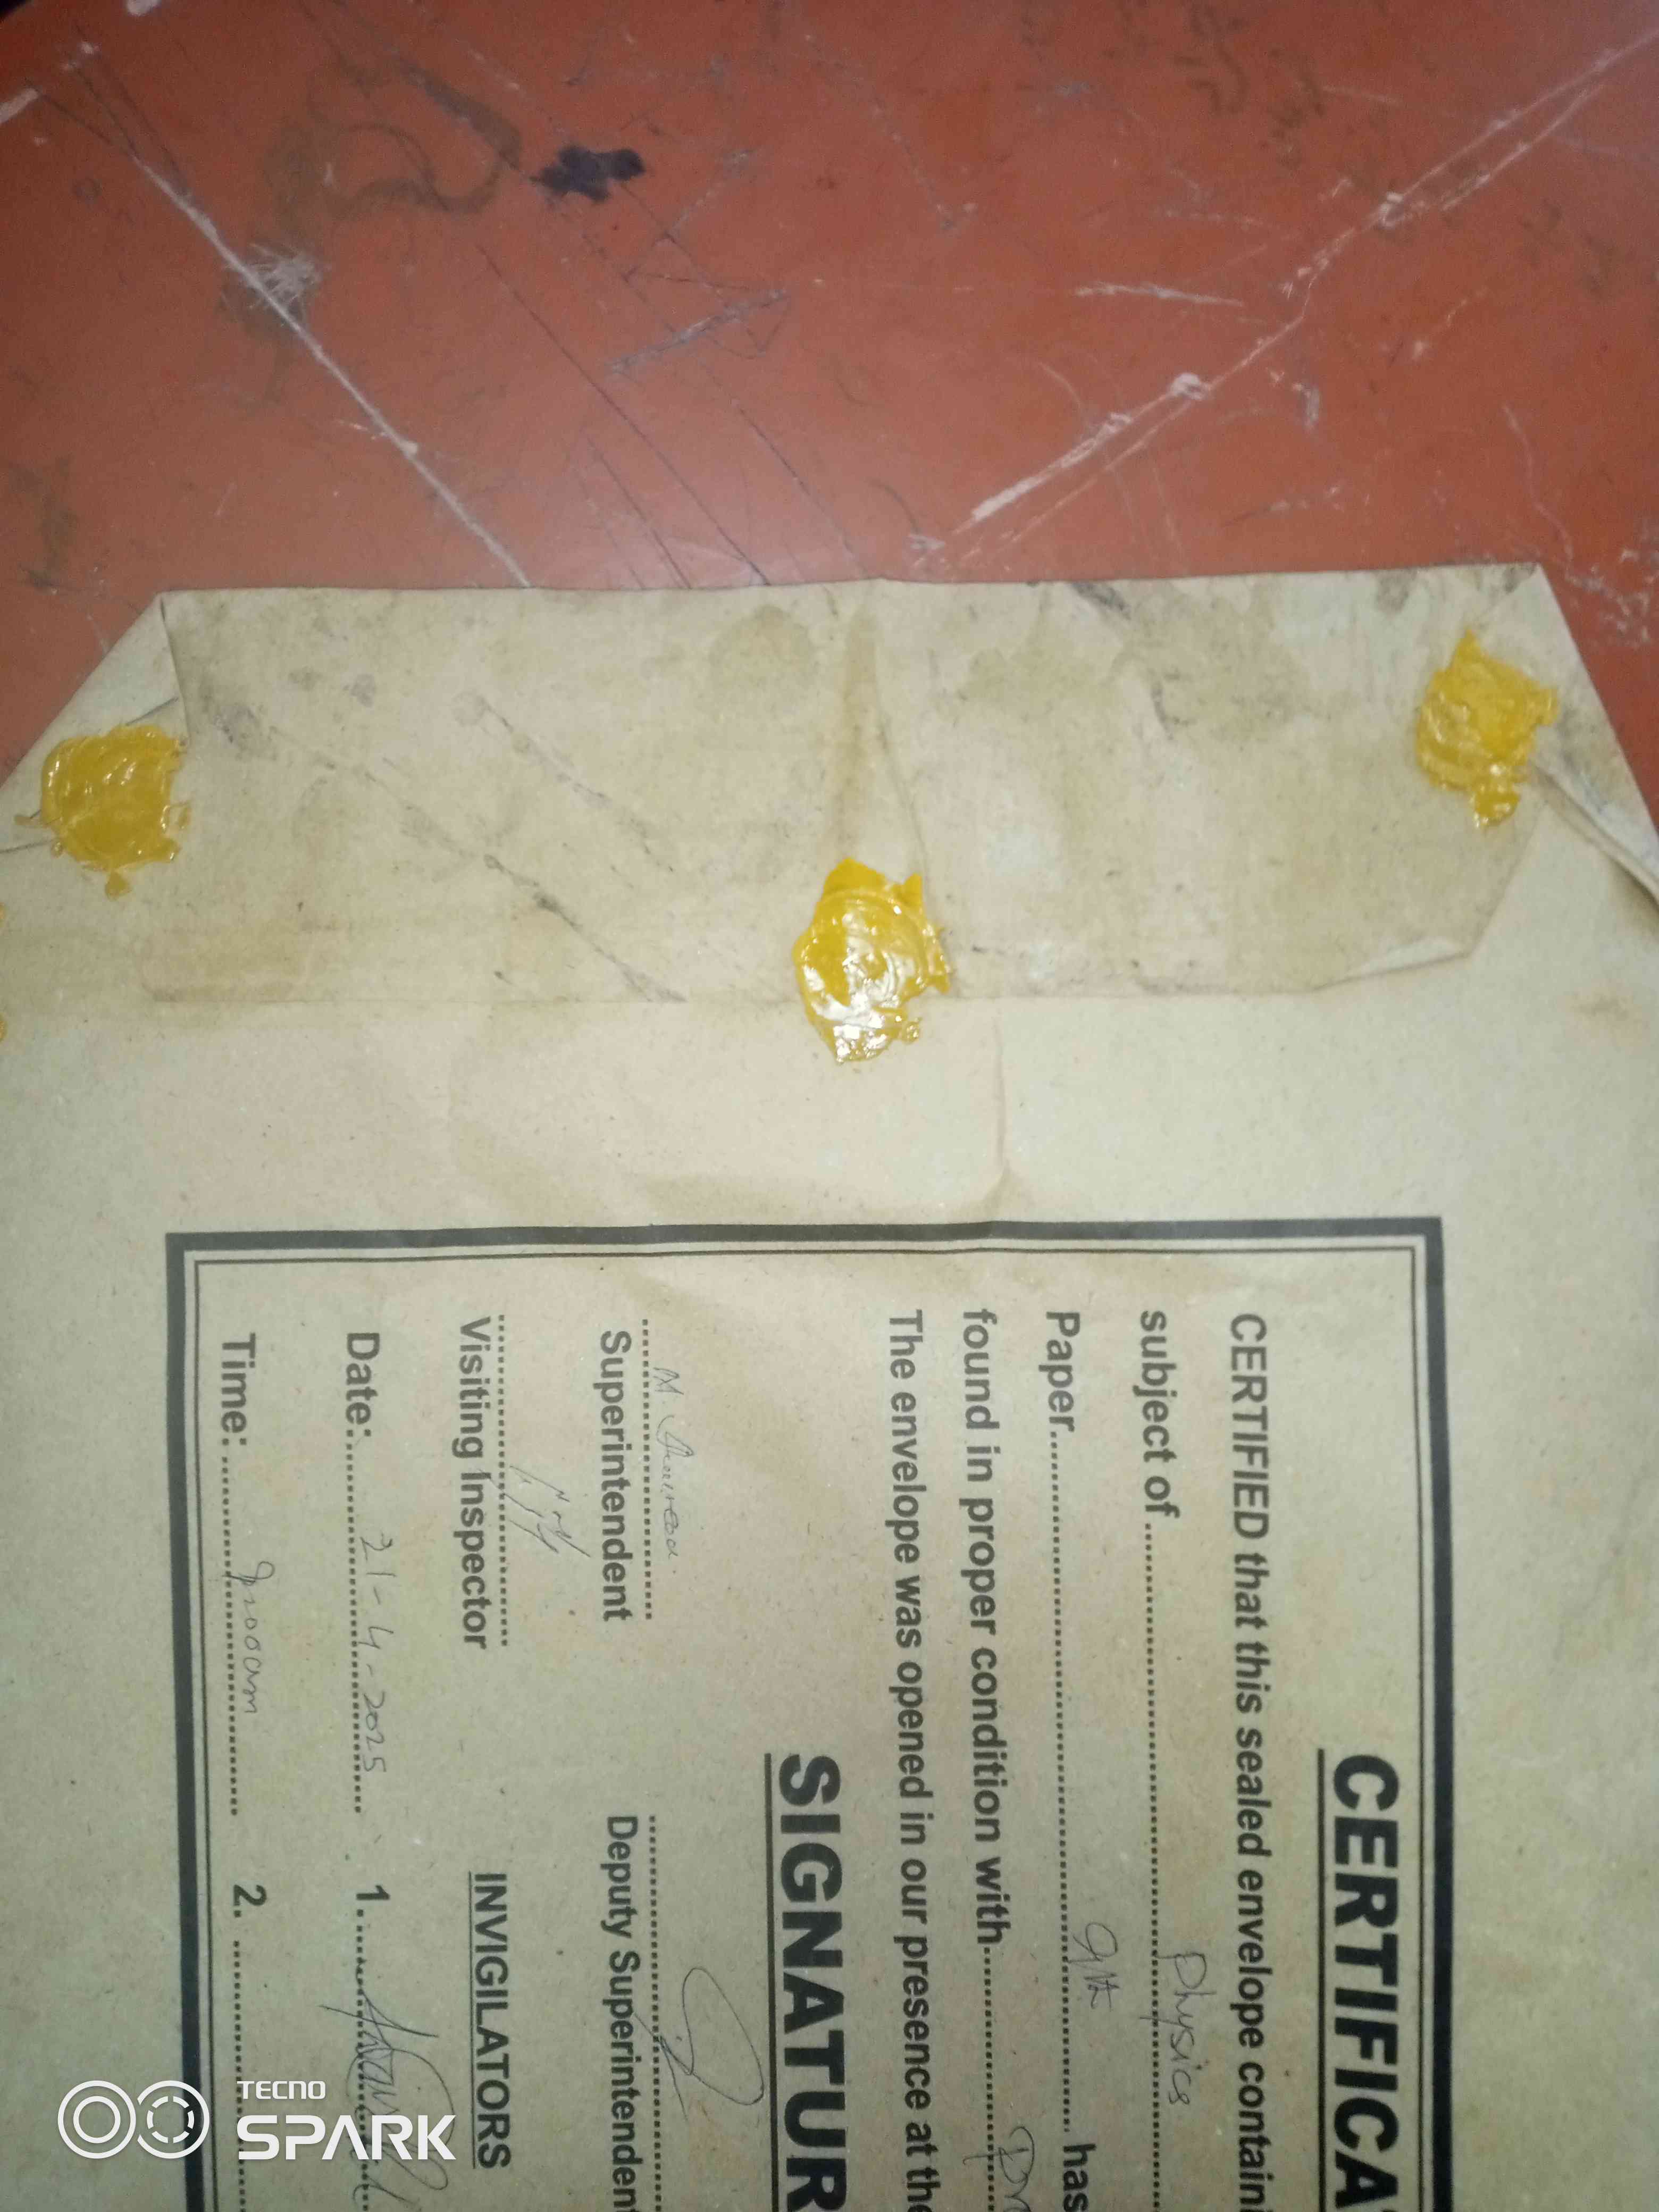 CERTIFICA
CERTIFIED that this sealed envelope contain
subject of Physics
Paper 9th has
found in proper condition with
The envelope was opened in our presence at the
SIGNATUR
Superintendent
Deputy Superintendent
Visiting Inspector
INVIGILATORS
Date: 21-4-2025 1.
Time: 9:00am 2.
TECNO
SPARK